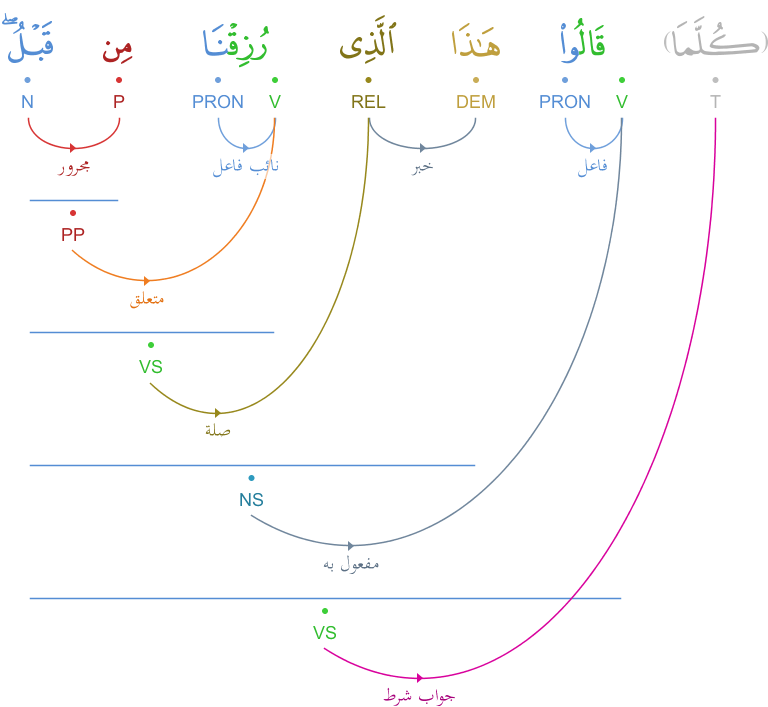 (كُلَّمَا) قَالُوا۟ هَـٰذَا ٱلَّذِى رُزِقْنَا مِن قَبْلُ ۖ
T V PRON DEM REL V PRON P N
فاعل خبر نائب فاعل مجرور
PP
متعلق
VS
صلة
NS
مفعول به
VS
جواب شرط